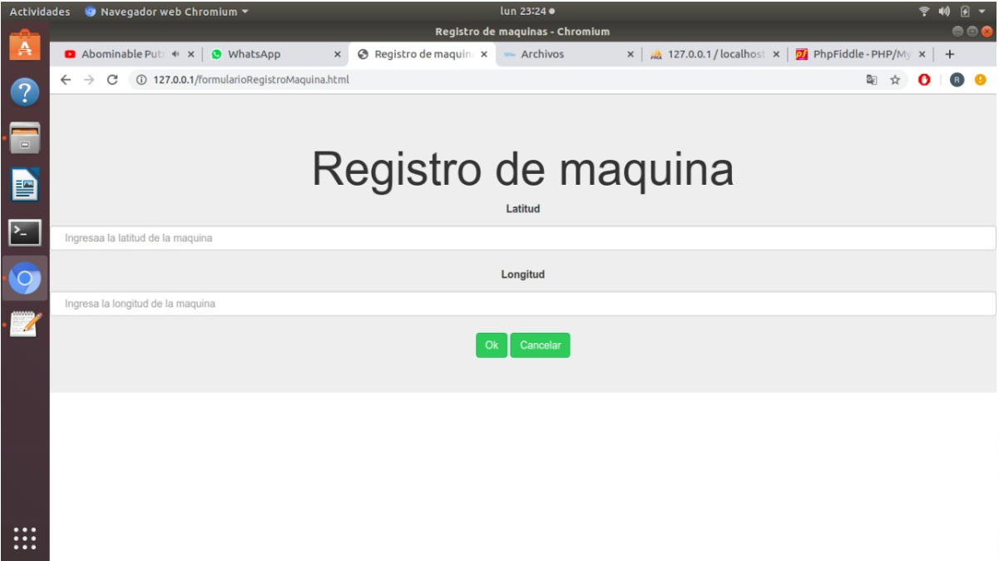 Actividades Navegador web Chromium lun 23:24
Registro de maquinas - Chromium
Abominable Put WhatsApp Registro de maquin Archivos 127.0.0.1 / localhost PhpFiddle - PHP/My
127.0.0.1/formularioRegistroMaquina.html R
Registro de maquina
Latitud
Ingresaa la latitud de la maquina
Longitud
Ingresa la longitud de la maquina
Ok Cancelar